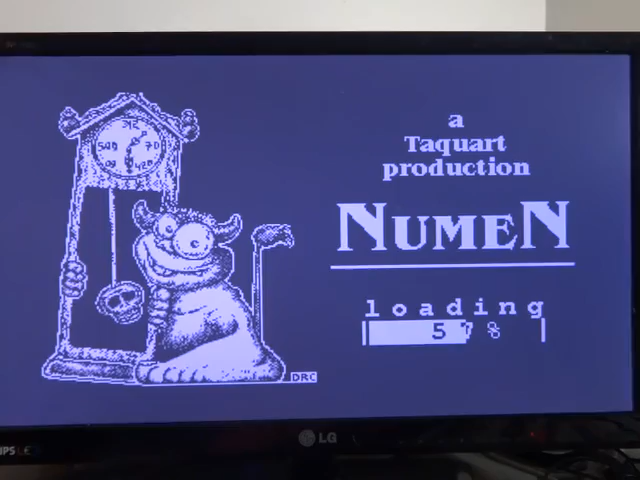 a
Taquart
production
NUMEN
loading
57%
DRC
LG